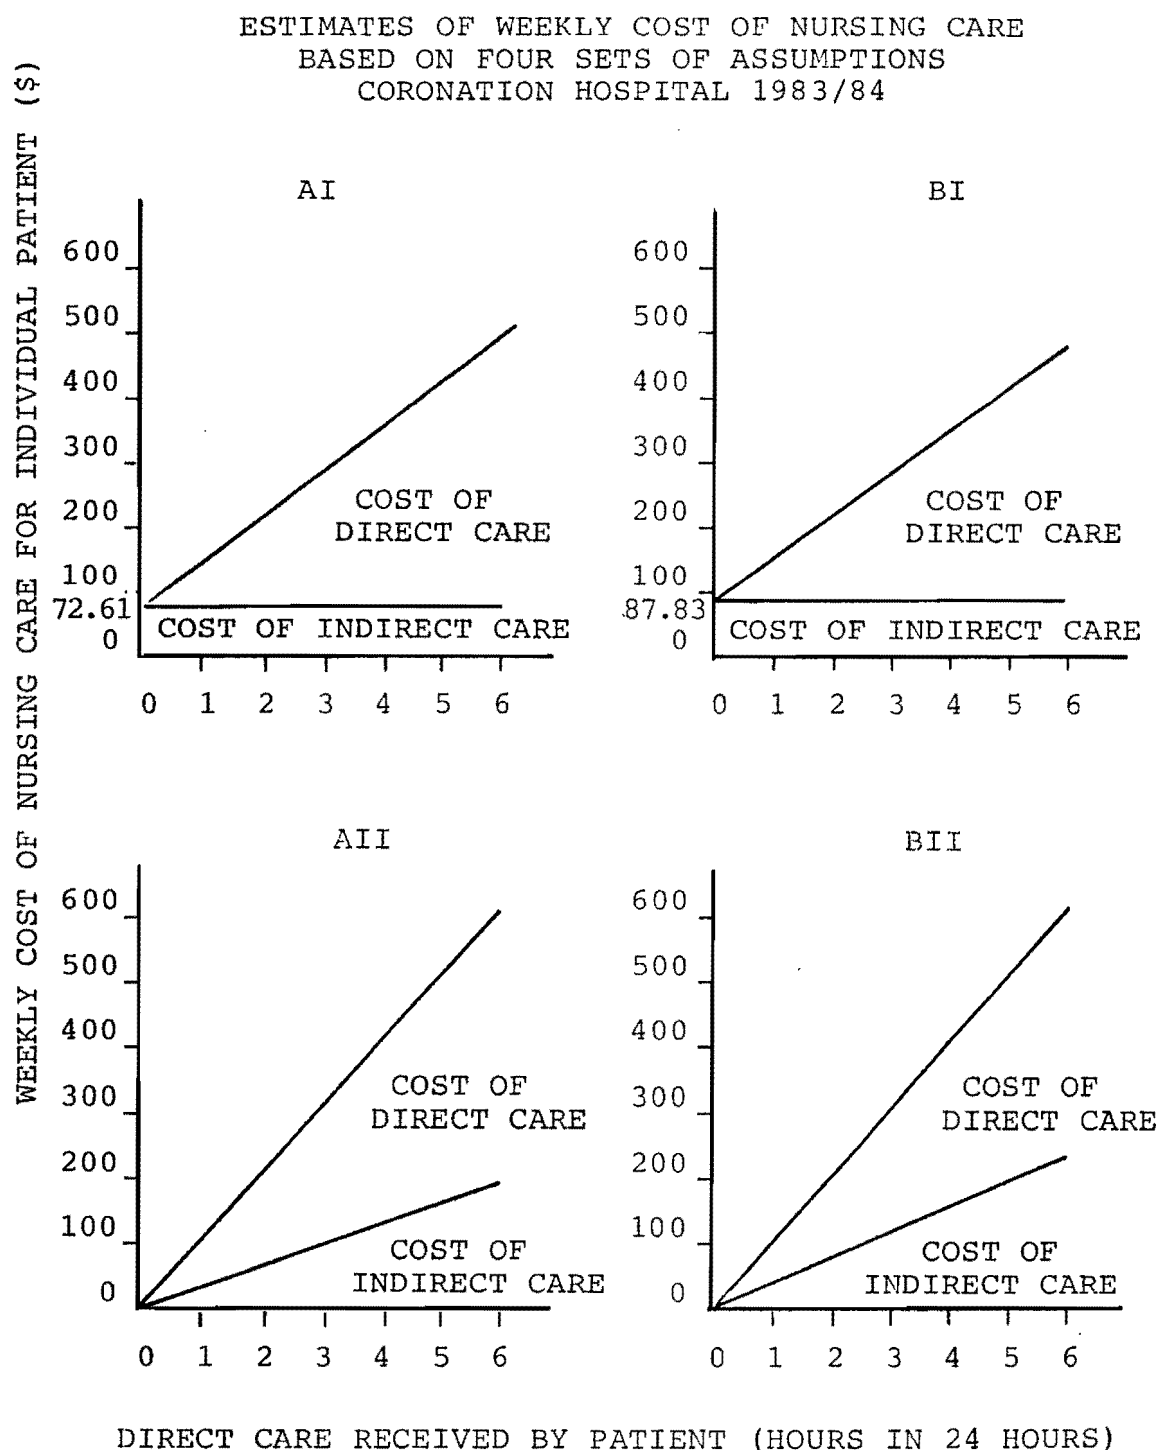 ESTIMATES OF WEEKLY COST OF NURSING CARE
BASED ON FOUR SETS OF ASSUMPTIONS
CORONATION HOSPITAL 1983/84
WEEKLY COST OF NURSING CARE FOR INDIVIDUAL PATIENT ($)
AI
600
500
400
300
200
100
72.61
0
COST OF
DIRECT CARE
COST OF INDIRECT CARE
0 1 2 3 4 5 6
BI
600
500
400
300
200
100
87.83
0
COST OF
DIRECT CARE
COST OF INDIRECT CARE
0 1 2 3 4 5 6
AII
600
500
400
300
200
100
0
COST OF
DIRECT CARE
COST OF
INDIRECT CARE
0 1 2 3 4 5 6
BII
600
500
400
300
200
100
0
COST OF
DIRECT CARE
COST OF
INDIRECT CARE
0 1 2 3 4 5 6
DIRECT CARE RECEIVED BY PATIENT (HOURS IN 24 HOURS)